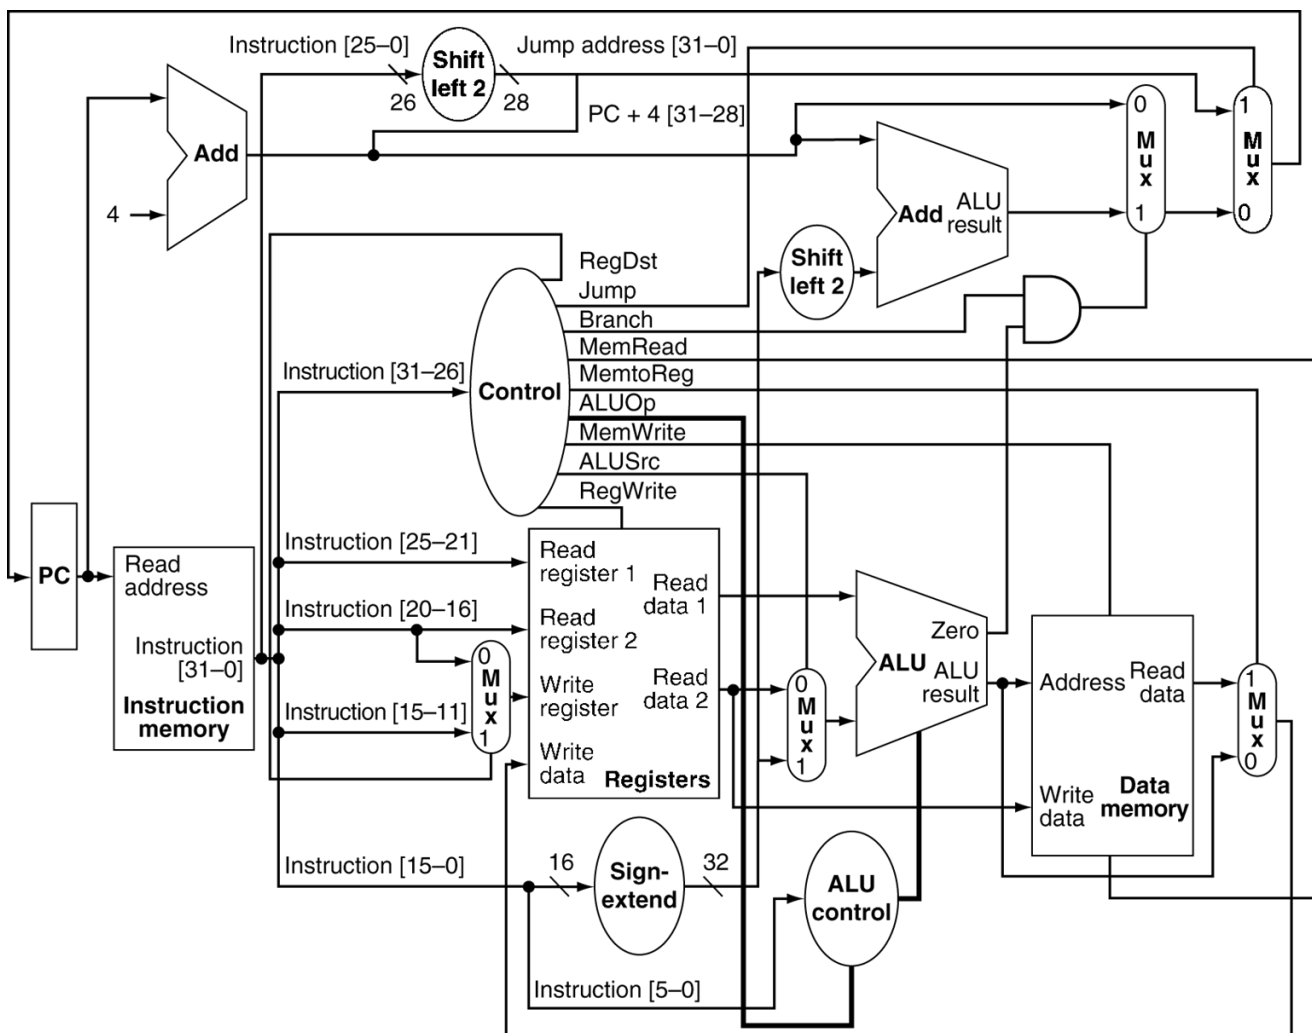 Instruction [25–0]
Shift
left 2
Jump address [31–0]
26
28
PC + 4 [31–28]
Add
4
0
M
u
x
1
1
M
u
x
0
Add
ALU
result
Shift
left 2
RegDst
Jump
Branch
MemRead
MemtoReg
ALUOp
MemWrite
ALUSrc
RegWrite
Instruction [31–26]
Control
PC
Read
address
Instruction
[31–0]
Instruction
memory
Instruction [25–21]
Instruction [20–16]
Instruction [15–11]
0
M
u
x
1
Read
register 1
Read
register 2
Write
register
Write
data
Read
data 1
Read
data 2
Registers
0
M
u
x
1
Zero
ALU
ALU
result
Address
Read
data
Write
data
Data
memory
1
M
u
x
0
Instruction [15–0]
16
Sign-
extend
32
ALU
control
Instruction [5–0]